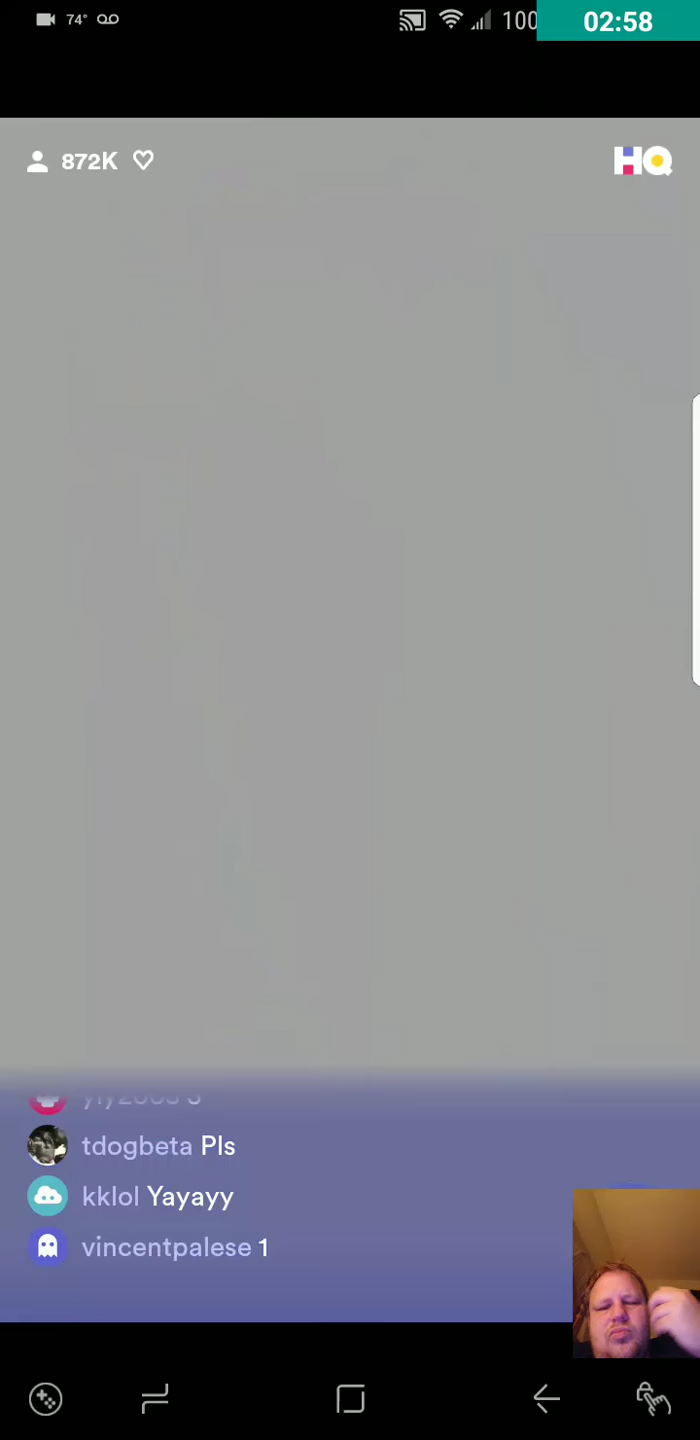 74°
100
02:58
872K
HQ
tdogbeta Pls
kklol Yayayy
vincentpalese 1